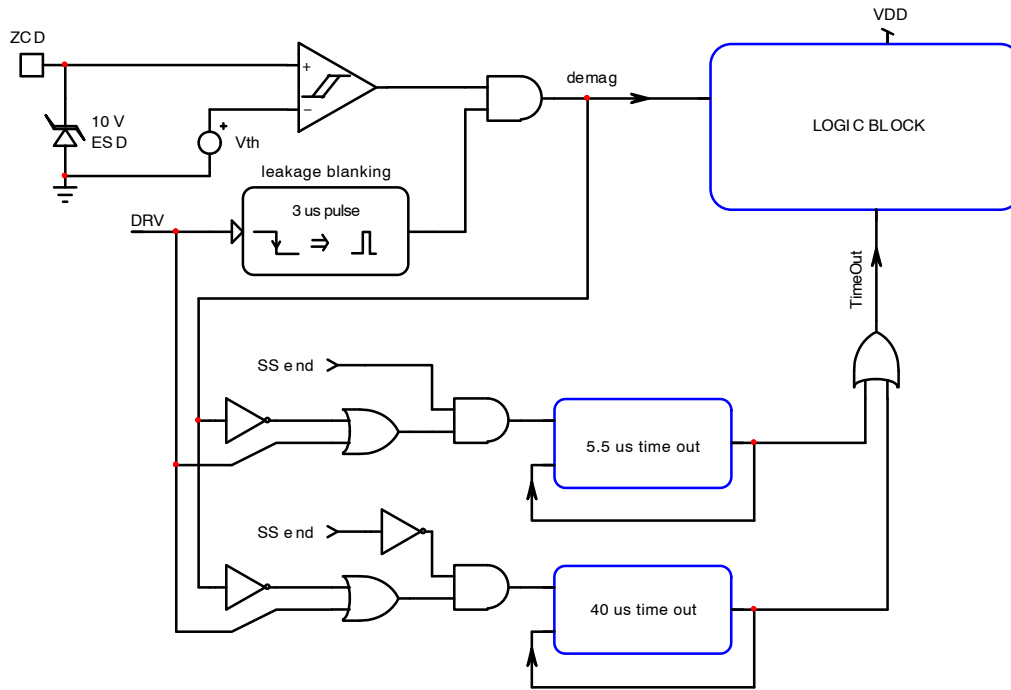 VDD
ZCD
+
demag
10 V
ESD
−
+
Vth
LOGIC BLOCK
leakage blanking
3 us pulse
DRV
TimeOut
SS end
5.5 us time out
SS end
40 us time out